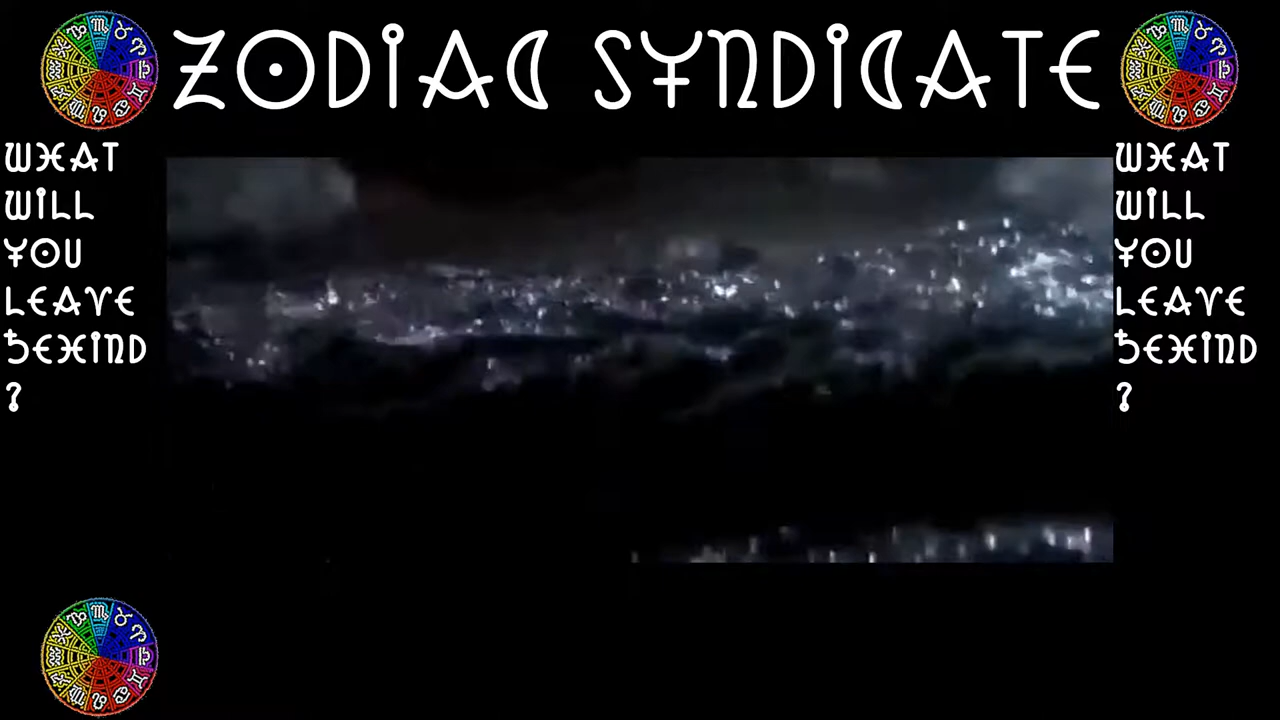 ZODIAC SYNDICATE
WHAT
WILL
YOU
LEAVE
BEHIND
?
WHAT
WILL
YOU
LEAVE
BEHIND
?